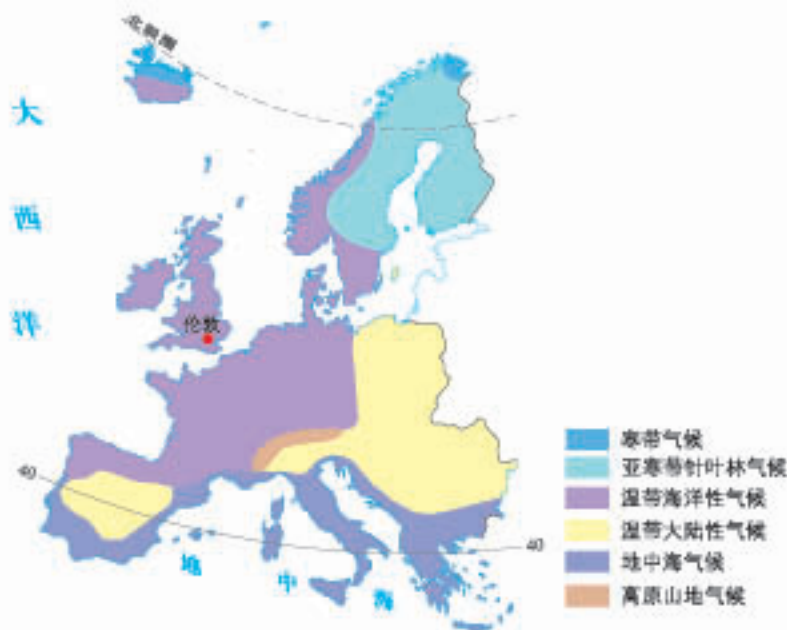 北极圈
大西洋
伦敦
40
40
地中海
寒带气候
亚寒带针叶林气候
温带海洋性气候
温带大陆性气候
地中海气候
高原山地气候